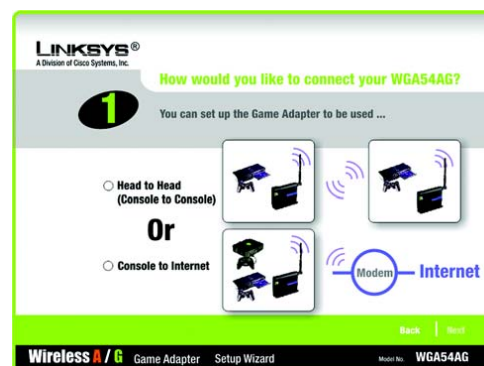 LINKSYS®
A Division of Cisco Systems, Inc.
How would you like to connect your WGA54AG?
1
You can set up the Game Adapter to be used ...
Head to Head
(Console to Console)
Or
Console to Internet
Modem
Internet
Back
Next
Wireless A / G Game Adapter Setup Wizard
Model No. WGA54AG